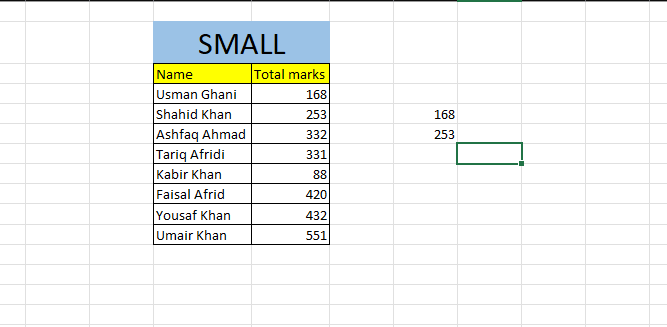 SMALL
Name Total marks
Usman Ghani 168
Shahid Khan 253 168
Ashfaq Ahmad 332 253
Tariq Afridi 331
Kabir Khan 88
Faisal Afrid 420
Yousaf Khan 432
Umair Khan 551